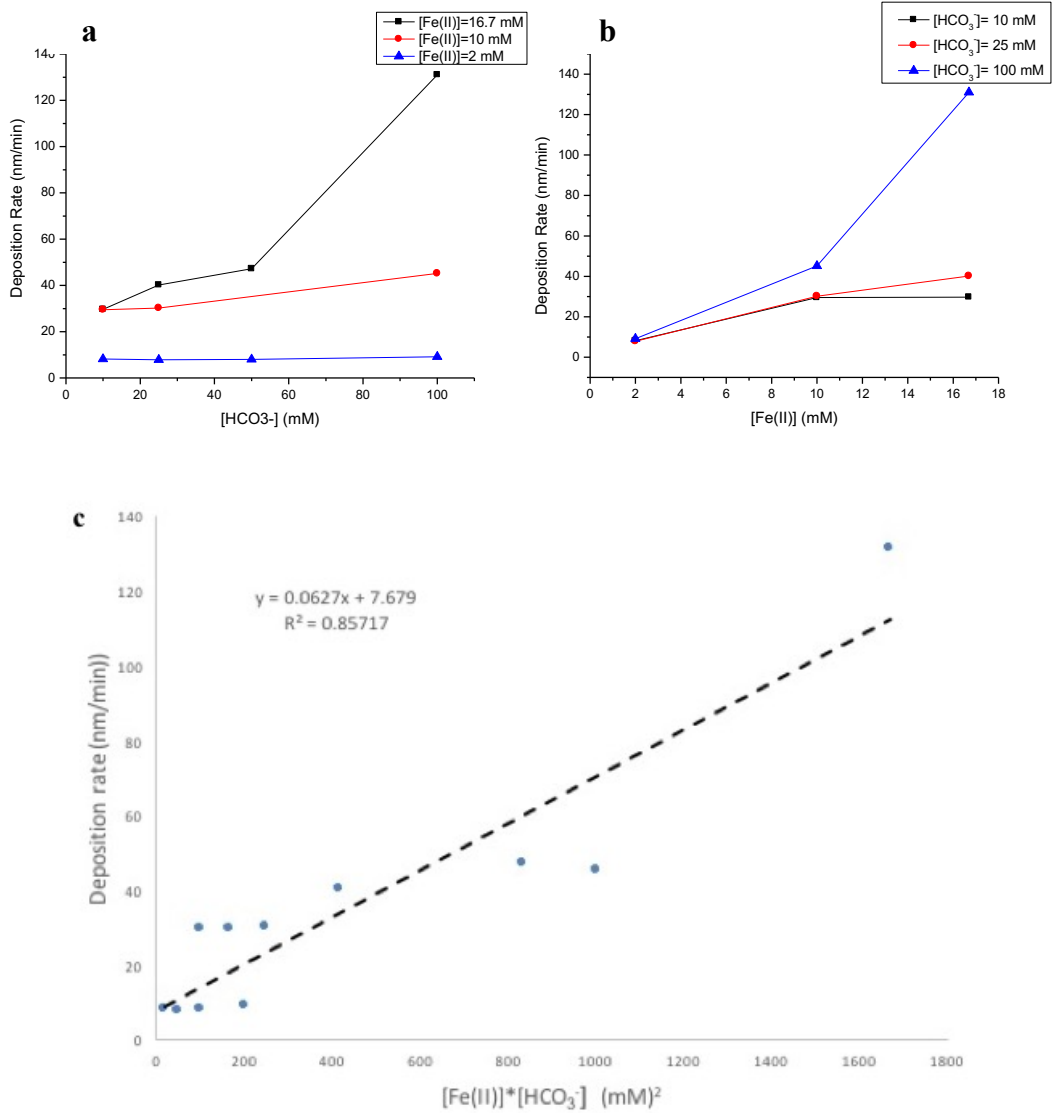 a
[Fe(II)]=16.7 mM
[Fe(II)]=10 mM
[Fe(II)]=2 mM
140
120
100
80
60
40
20
0
Deposition Rate (nm/min)
0 20 40 60 80 100
[HCO3-] (mM)
b
[HCO3-]= 10 mM
[HCO3-]= 25 mM
[HCO3-]= 100 mM
140
120
100
80
60
40
20
0
Deposition Rate (nm/min)
0 2 4 6 8 10 12 14 16 18
[Fe(II)] (mM)
c
140
120
100
80
60
40
20
0
Deposition rate (nm/min))
y = 0.0627x + 7.679
R² = 0.85717
0 200 400 600 800 1000 1200 1400 1600 1800
[Fe(II)]*[HCO3-] (mM)²